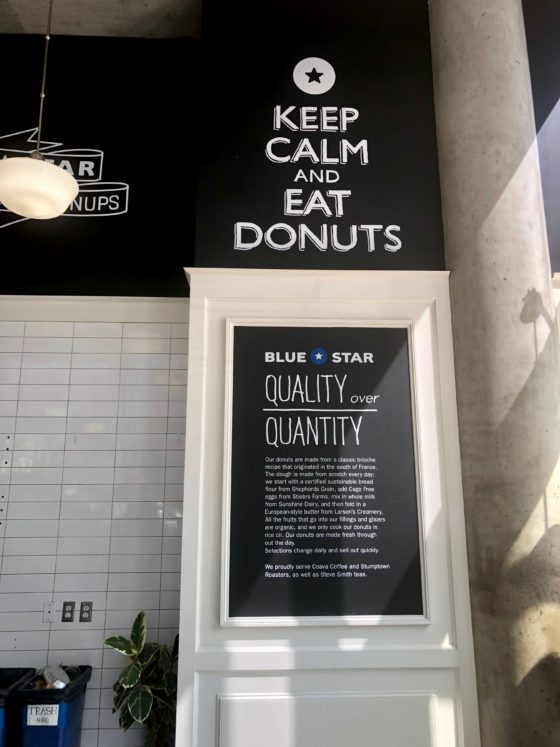 KEEP
CALM
AND
EAT
DONUTS
STAR
BLUE STAR
QUALITY over
QUANTITY
Our donuts are made from a classic brioche
recipe that originated in the south of France.
The dough is made from scratch every day;
we start with a certified sustainable bread
flour from Shepherds Grain, add Cage Free
eggs from Stiebrs Farms, mix in whole milk
from Sunshine Dairy, and then fold in a
European-style butter from Larsen's Creamery.
All the fruits that go into our fillings and glazes
are organic, and we only cook our donuts in
rice oil. Our donuts are made fresh through
out the day.
Selections change daily and sell out quickly.
We proudly serve Coava Coffee and Stumptown
Roasters, as well as Steve Smith teas.
TRASH